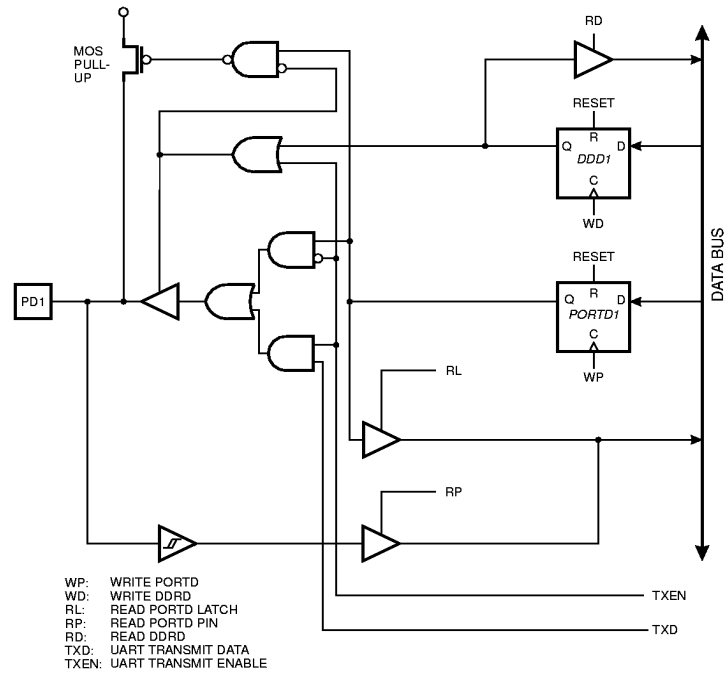 RD
MOS
PULL-
UP
RESET
R
Q
D
DDD1
C
WD
RESET
R
Q
D
PORTD1
C
WP
DATA BUS
PD1
RL
RP
WP: WRITE PORTD
WD: WRITE DDRD
RL: READ PORTD LATCH
RP: READ PORTD PIN
RD: READ DDRD
TXD: UART TRANSMIT DATA
TXEN: UART TRANSMIT ENABLE
TXEN
TXD